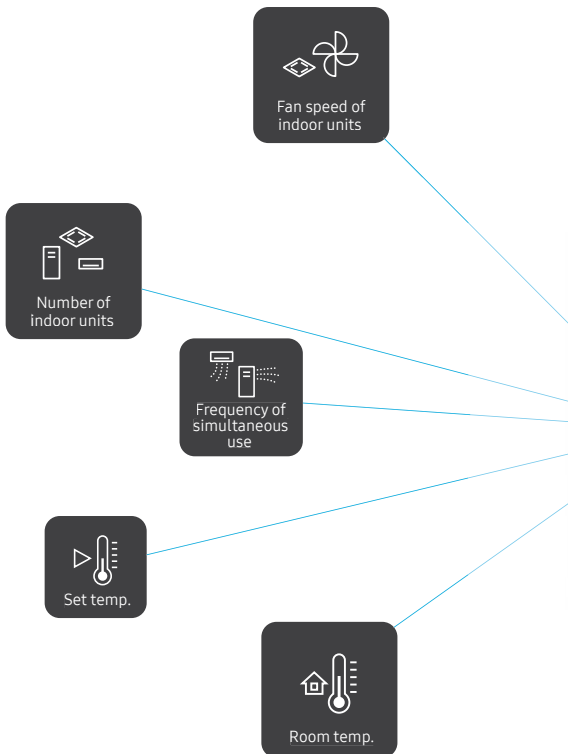 Fan speed of
indoor units
Number of
indoor units
Frequency of
simultaneous
use
Set temp.
Room temp.